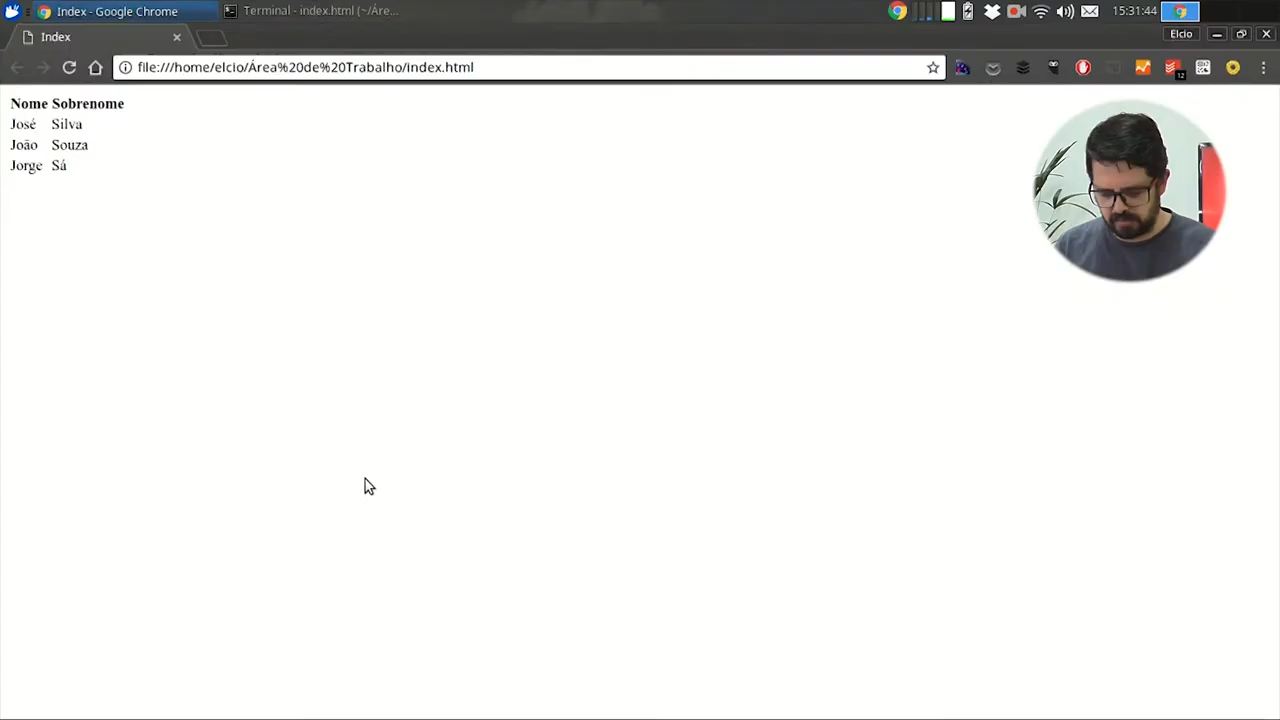 Index - Google Chrome
Terminal - index.html (~/Áre...
15:31:44
Index
Elcio
file:///home/elcio/Área%20de%20Trabalho/index.html
12
Nome Sobrenome
José Silva
João Souza
Jorge Sá